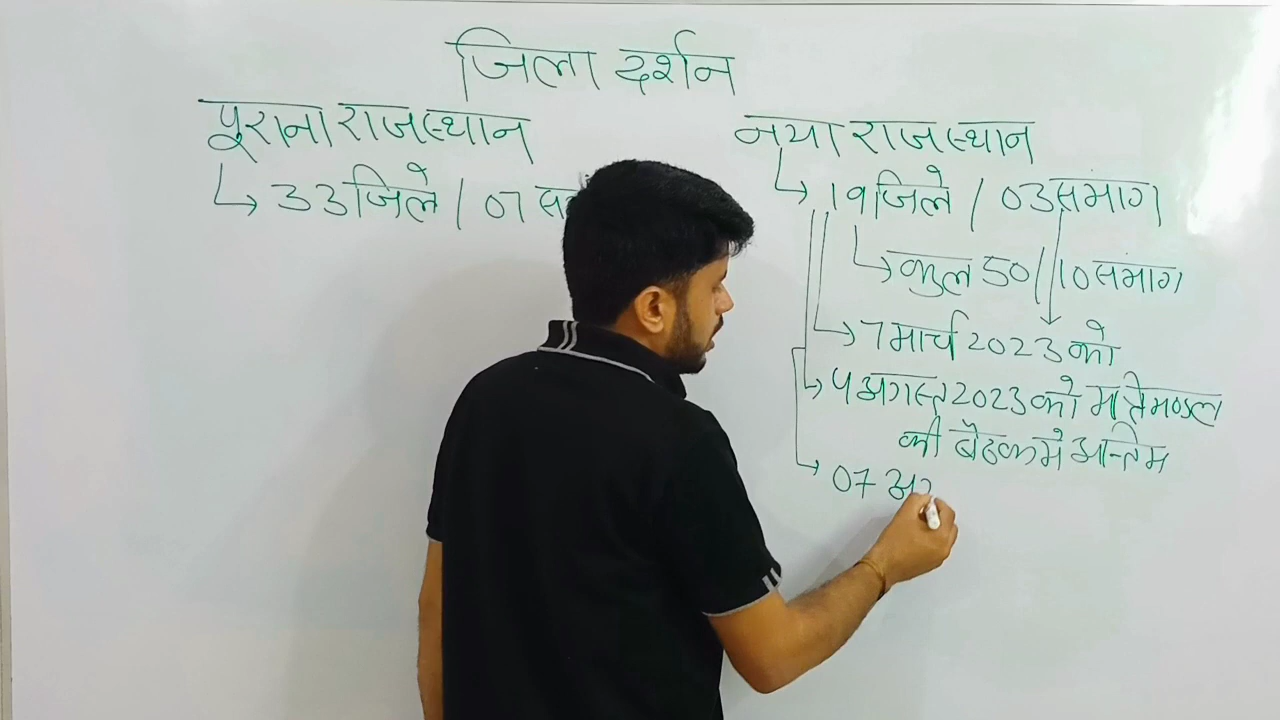 जिला दर्शन
पूराना राजस्थान
33 जिले / 07
नया राजस्थान
19 जिले / 03 संभाग
कुल 50 // 10 संभाग
7 मार्च 2023 को
4 अगस्त 2023 को मंत्रिमण्डल
की बैठक मे अन्तिम
07